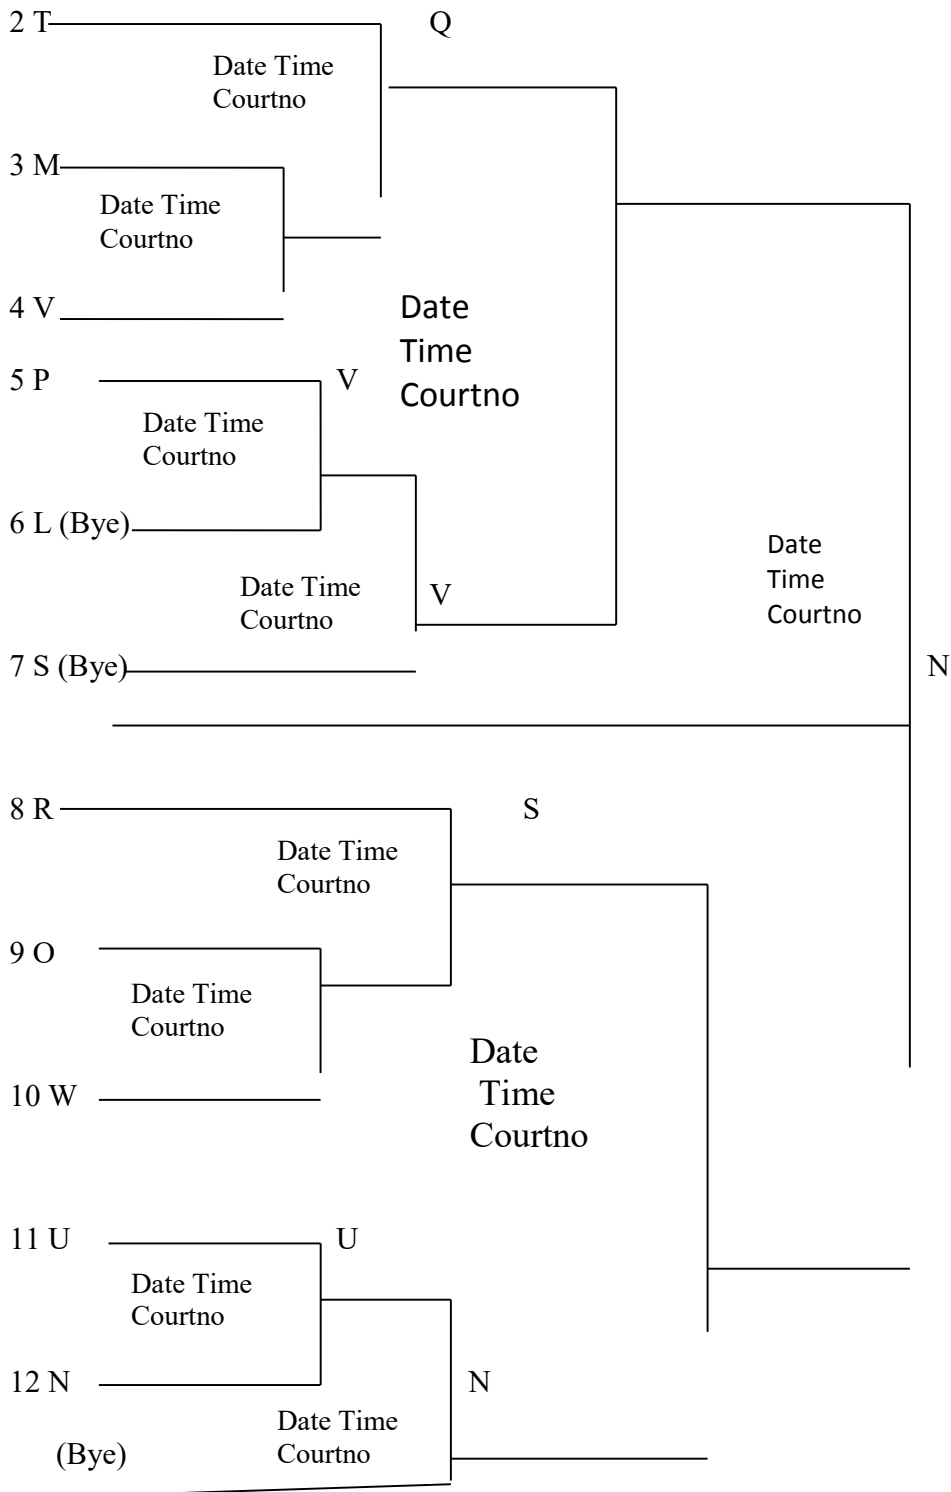 2 T
Q
Date Time
Courtno
3 M
Date Time
Courtno
4 V
Date
Time
Courtno
5 P
V
Date Time
Courtno
6 L (Bye)
Date
Time
Courtno
Date Time
Courtno
V
7 S (Bye)
N
8 R
S
Date Time
Courtno
9 O
Date Time
Courtno
Date
Time
Courtno
10 W
11 U
U
Date Time
Courtno
12 N
N
Date Time
Courtno
(Bye)